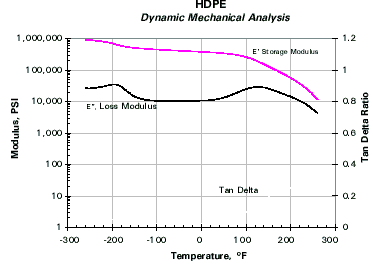 HDPE
Dynamic Mechanical Analysis
1,000,000
100,000
10,000
1,000
100
10
1
Modulus, PSI
E' Storage Modulus
E", Loss Modulus
Tan Delta
1.2
1
0.8
0.6
0.4
0.2
0
Tan Delta Ratio
-300 -200 -100 0 100 200 300
Temperature, °F